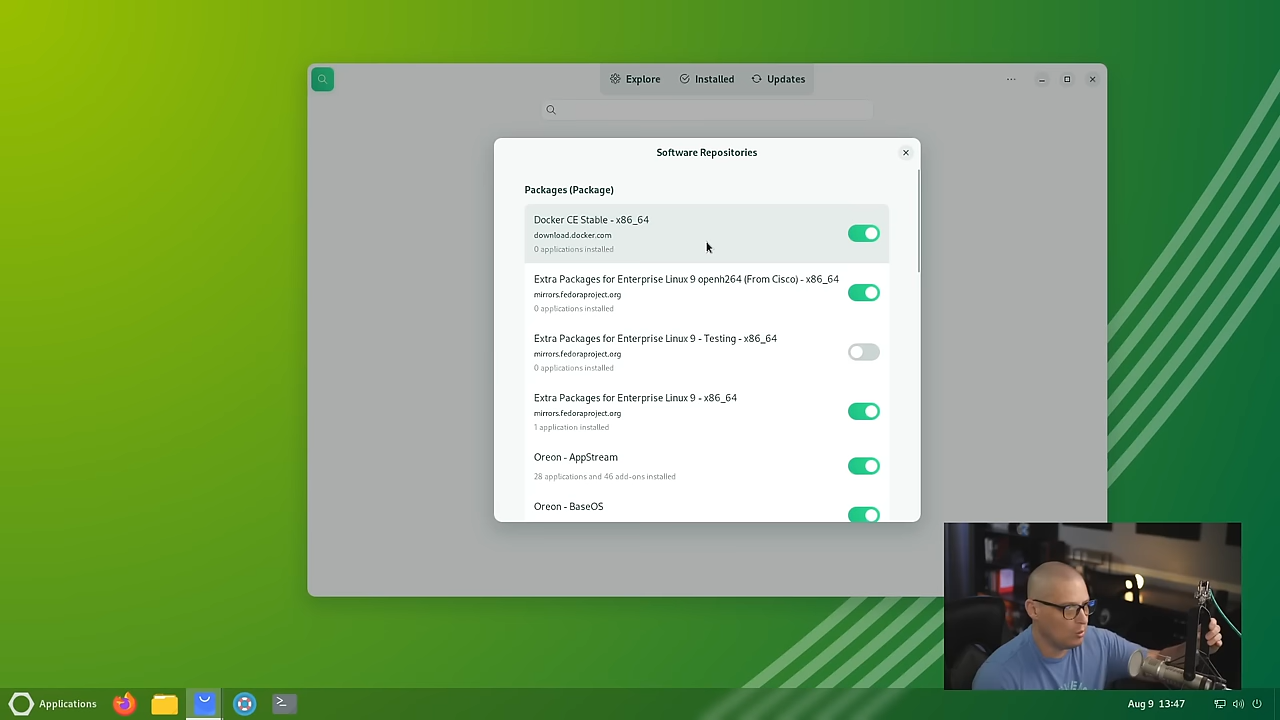 Explore
Installed
Updates
Software Repositories
Packages (Package)
Docker CE Stable - x86_64
download.docker.com
0 applications installed
Extra Packages for Enterprise Linux 9 openh264 (From Cisco) - x86_64
mirrors.fedoraproject.org
0 applications installed
Extra Packages for Enterprise Linux 9 - Testing - x86_64
mirrors.fedoraproject.org
0 applications installed
Extra Packages for Enterprise Linux 9 - x86_64
mirrors.fedoraproject.org
1 application installed
Oreon - AppStream
28 applications and 46 add-ons installed
Oreon - BaseOS
Applications
Aug 9 13:47